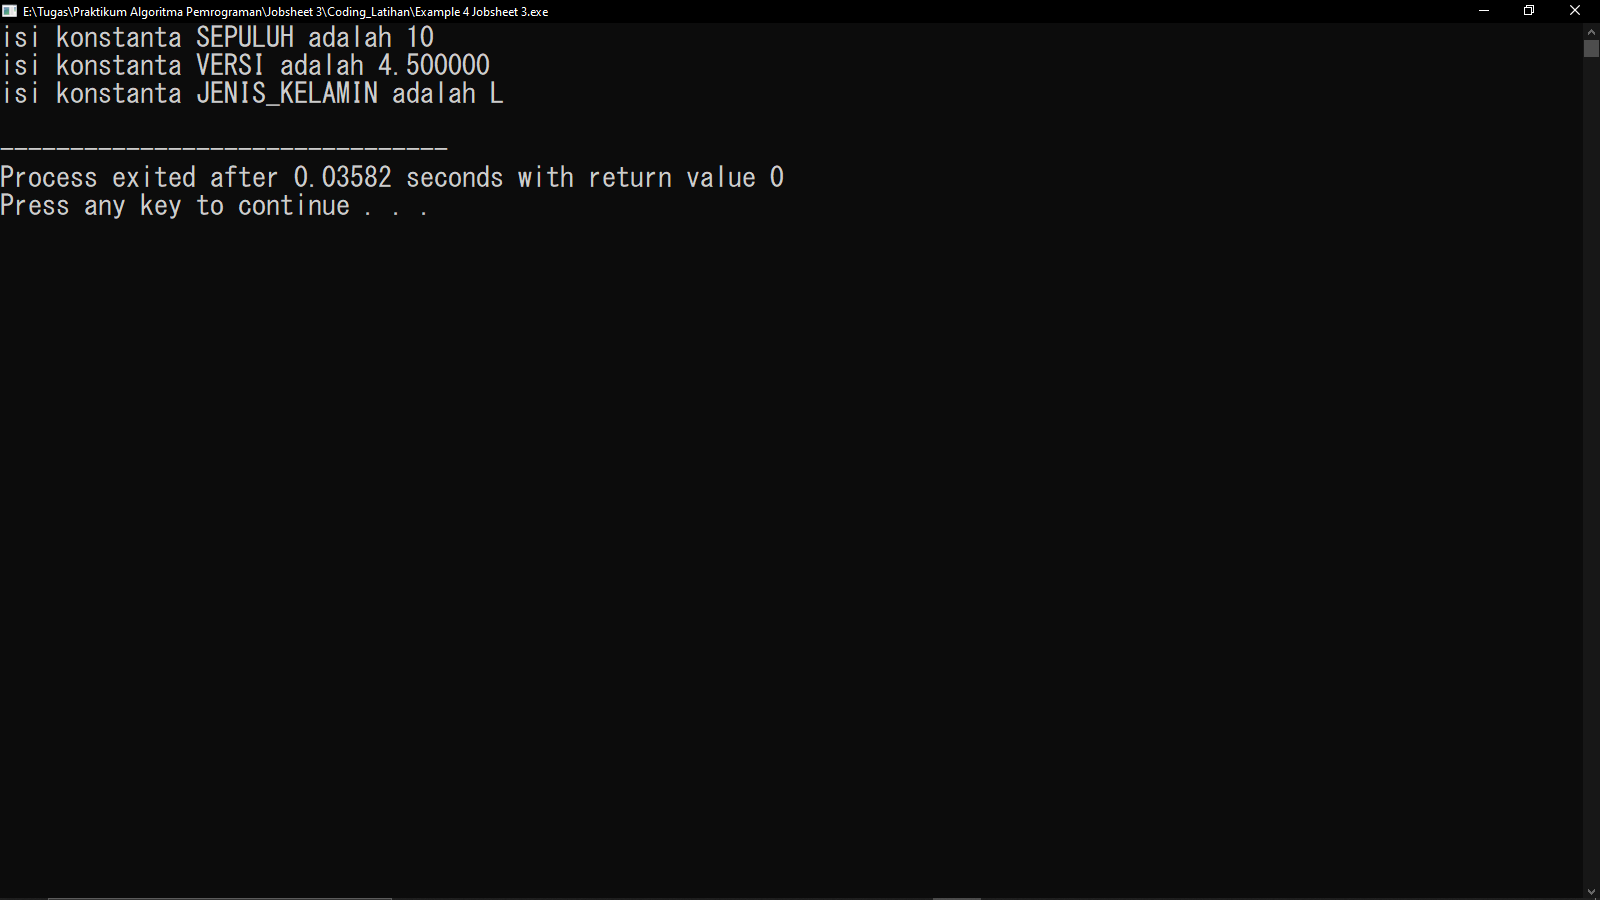 E:\Tugas\Praktikum Algoritma Pemrograman\Jobsheet 3\Coding_Latihan\Example 4 Jobsheet 3.exe
isi konstanta SEPULUH adalah 10
isi konstanta VERSI adalah 4.500000
isi konstanta JENIS_KELAMIN adalah L
--------------------------------
Process exited after 0.03582 seconds with return value 0
Press any key to continue . . .